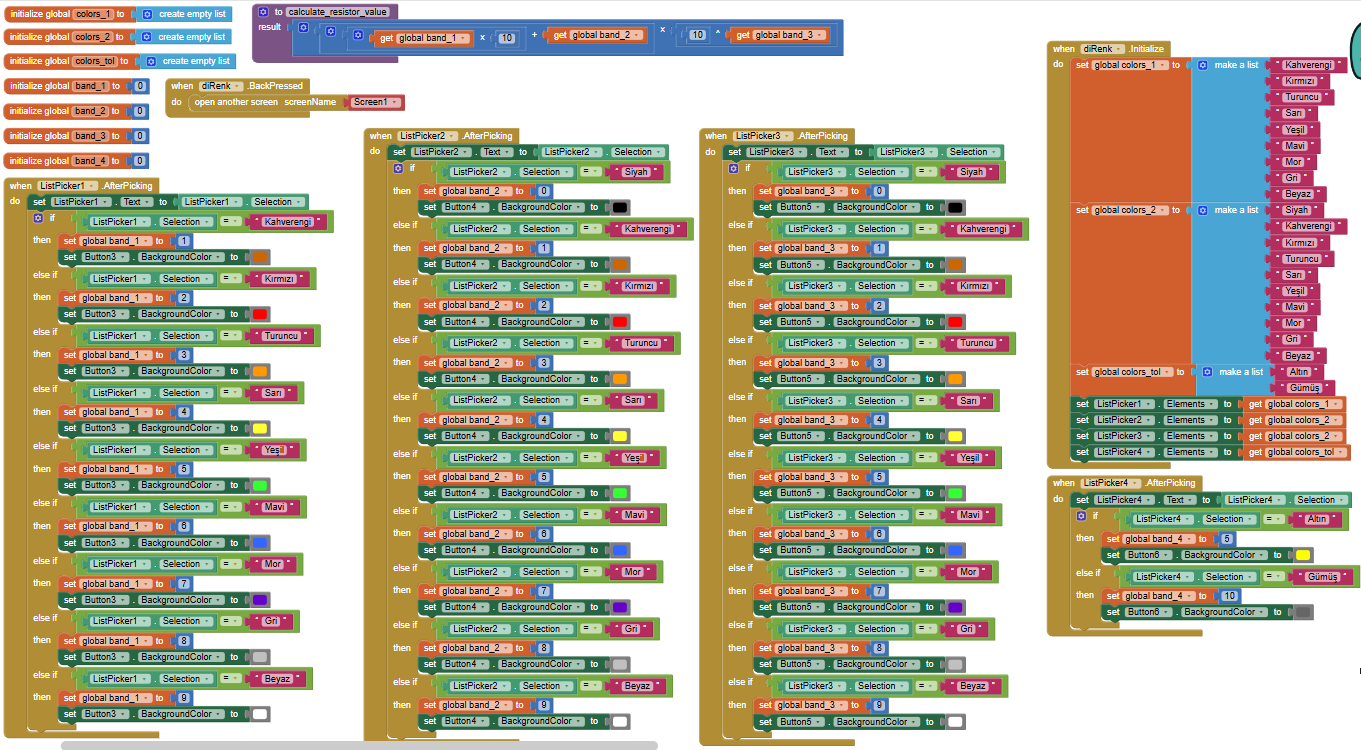 initialize global colors_1 to create empty list
initialize global colors_2 to create empty list
initialize global colors_tol to create empty list
initialize global band_1 to 0
initialize global band_2 to 0
initialize global band_3 to 0
initialize global band_4 to 0
to calculate_resistor_value
result get global band_1 x 10 + get global band_2 x 10 ^ get global band_3
when diRenk .BackPressed
do open another screen screenName " Screen1 "
when ListPicker1 .AfterPicking
do set ListPicker1 . Text to ListPicker1 . Selection
if ListPicker1 . Selection = " Kahverengi "
then set global band_1 to 1
set Button3 . BackgroundColor to
else if ListPicker1 . Selection = " Kırmızı "
then set global band_1 to 2
set Button3 . BackgroundColor to
else if ListPicker1 . Selection = " Turuncu "
then set global band_1 to 3
set Button3 . BackgroundColor to
else if ListPicker1 . Selection = " Sarı "
then set global band_1 to 4
set Button3 . BackgroundColor to
else if ListPicker1 . Selection = " Yeşil "
then set global band_1 to 5
set Button3 . BackgroundColor to
else if ListPicker1 . Selection = " Mavi "
then set global band_1 to 6
set Button3 . BackgroundColor to
else if ListPicker1 . Selection = " Mor "
then set global band_1 to 7
set Button3 . BackgroundColor to
else if ListPicker1 . Selection = " Gri "
then set global band_1 to 8
set Button3 . BackgroundColor to
else if ListPicker1 . Selection = " Beyaz "
then set global band_1 to 9
set Button3 . BackgroundColor to
when ListPicker2 .AfterPicking
do set ListPicker2 . Text to ListPicker2 . Selection
if ListPicker2 . Selection = " Siyah "
then set global band_2 to 0
set Button4 . BackgroundColor to
else if ListPicker2 . Selection = " Kahverengi "
then set global band_2 to 1
set Button4 . BackgroundColor to
else if ListPicker2 . Selection = " Kırmızı "
then set global band_2 to 2
set Button4 . BackgroundColor to
else if ListPicker2 . Selection = " Turuncu "
then set global band_2 to 3
set Button4 . BackgroundColor to
else if ListPicker2 . Selection = " Sarı "
then set global band_2 to 4
set Button4 . BackgroundColor to
else if ListPicker2 . Selection = " Yeşil "
then set global band_2 to 5
set Button4 . BackgroundColor to
else if ListPicker2 . Selection = " Mavi "
then set global band_2 to 6
set Button4 . BackgroundColor to
else if ListPicker2 . Selection = " Mor "
then set global band_2 to 7
set Button4 . BackgroundColor to
else if ListPicker2 . Selection = " Gri "
then set global band_2 to 8
set Button4 . BackgroundColor to
else if ListPicker2 . Selection = " Beyaz "
then set global band_2 to 9
set Button4 . BackgroundColor to
when ListPicker3 .AfterPicking
do set ListPicker3 . Text to ListPicker3 . Selection
if ListPicker3 . Selection = " Siyah "
then set global band_3 to 0
set Button5 . BackgroundColor to
else if ListPicker3 . Selection = " Kahverengi "
then set global band_3 to 1
set Button5 . BackgroundColor to
else if ListPicker3 . Selection = " Kırmızı "
then set global band_3 to 2
set Button5 . BackgroundColor to
else if ListPicker3 . Selection = " Turuncu "
then set global band_3 to 3
set Button5 . BackgroundColor to
else if ListPicker3 . Selection = " Sarı "
then set global band_3 to 4
set Button5 . BackgroundColor to
else if ListPicker3 . Selection = " Yeşil "
then set global band_3 to 5
set Button5 . BackgroundColor to
else if ListPicker3 . Selection = " Mavi "
then set global band_3 to 6
set Button5 . BackgroundColor to
else if ListPicker3 . Selection = " Mor "
then set global band_3 to 7
set Button5 . BackgroundColor to
else if ListPicker3 . Selection = " Gri "
then set global band_3 to 8
set Button5 . BackgroundColor to
else if ListPicker3 . Selection = " Beyaz "
then set global band_3 to 9
set Button5 . BackgroundColor to
when diRenk .Initialize
do set global colors_1 to make a list " Kahverengi "
" Kırmızı "
" Turuncu "
" Sarı "
" Yeşil "
" Mavi "
" Mor "
" Gri "
" Beyaz "
set global colors_2 to make a list " Siyah "
" Kahverengi "
" Kırmızı "
" Turuncu "
" Sarı "
" Yeşil "
" Mavi "
" Mor "
" Gri "
" Beyaz "
set global colors_tol to make a list " Altın "
" Gümüş "
set ListPicker1 . Elements to get global colors_1
set ListPicker2 . Elements to get global colors_2
set ListPicker3 . Elements to get global colors_2
set ListPicker4 . Elements to get global colors_tol
when ListPicker4 .AfterPicking
do set ListPicker4 . Text to ListPicker4 . Selection
if ListPicker4 . Selection = " Altın "
then set global band_4 to 5
set Button6 . BackgroundColor to
else if ListPicker4 . Selection = " Gümüş "
then set global band_4 to 10
set Button6 . BackgroundColor to